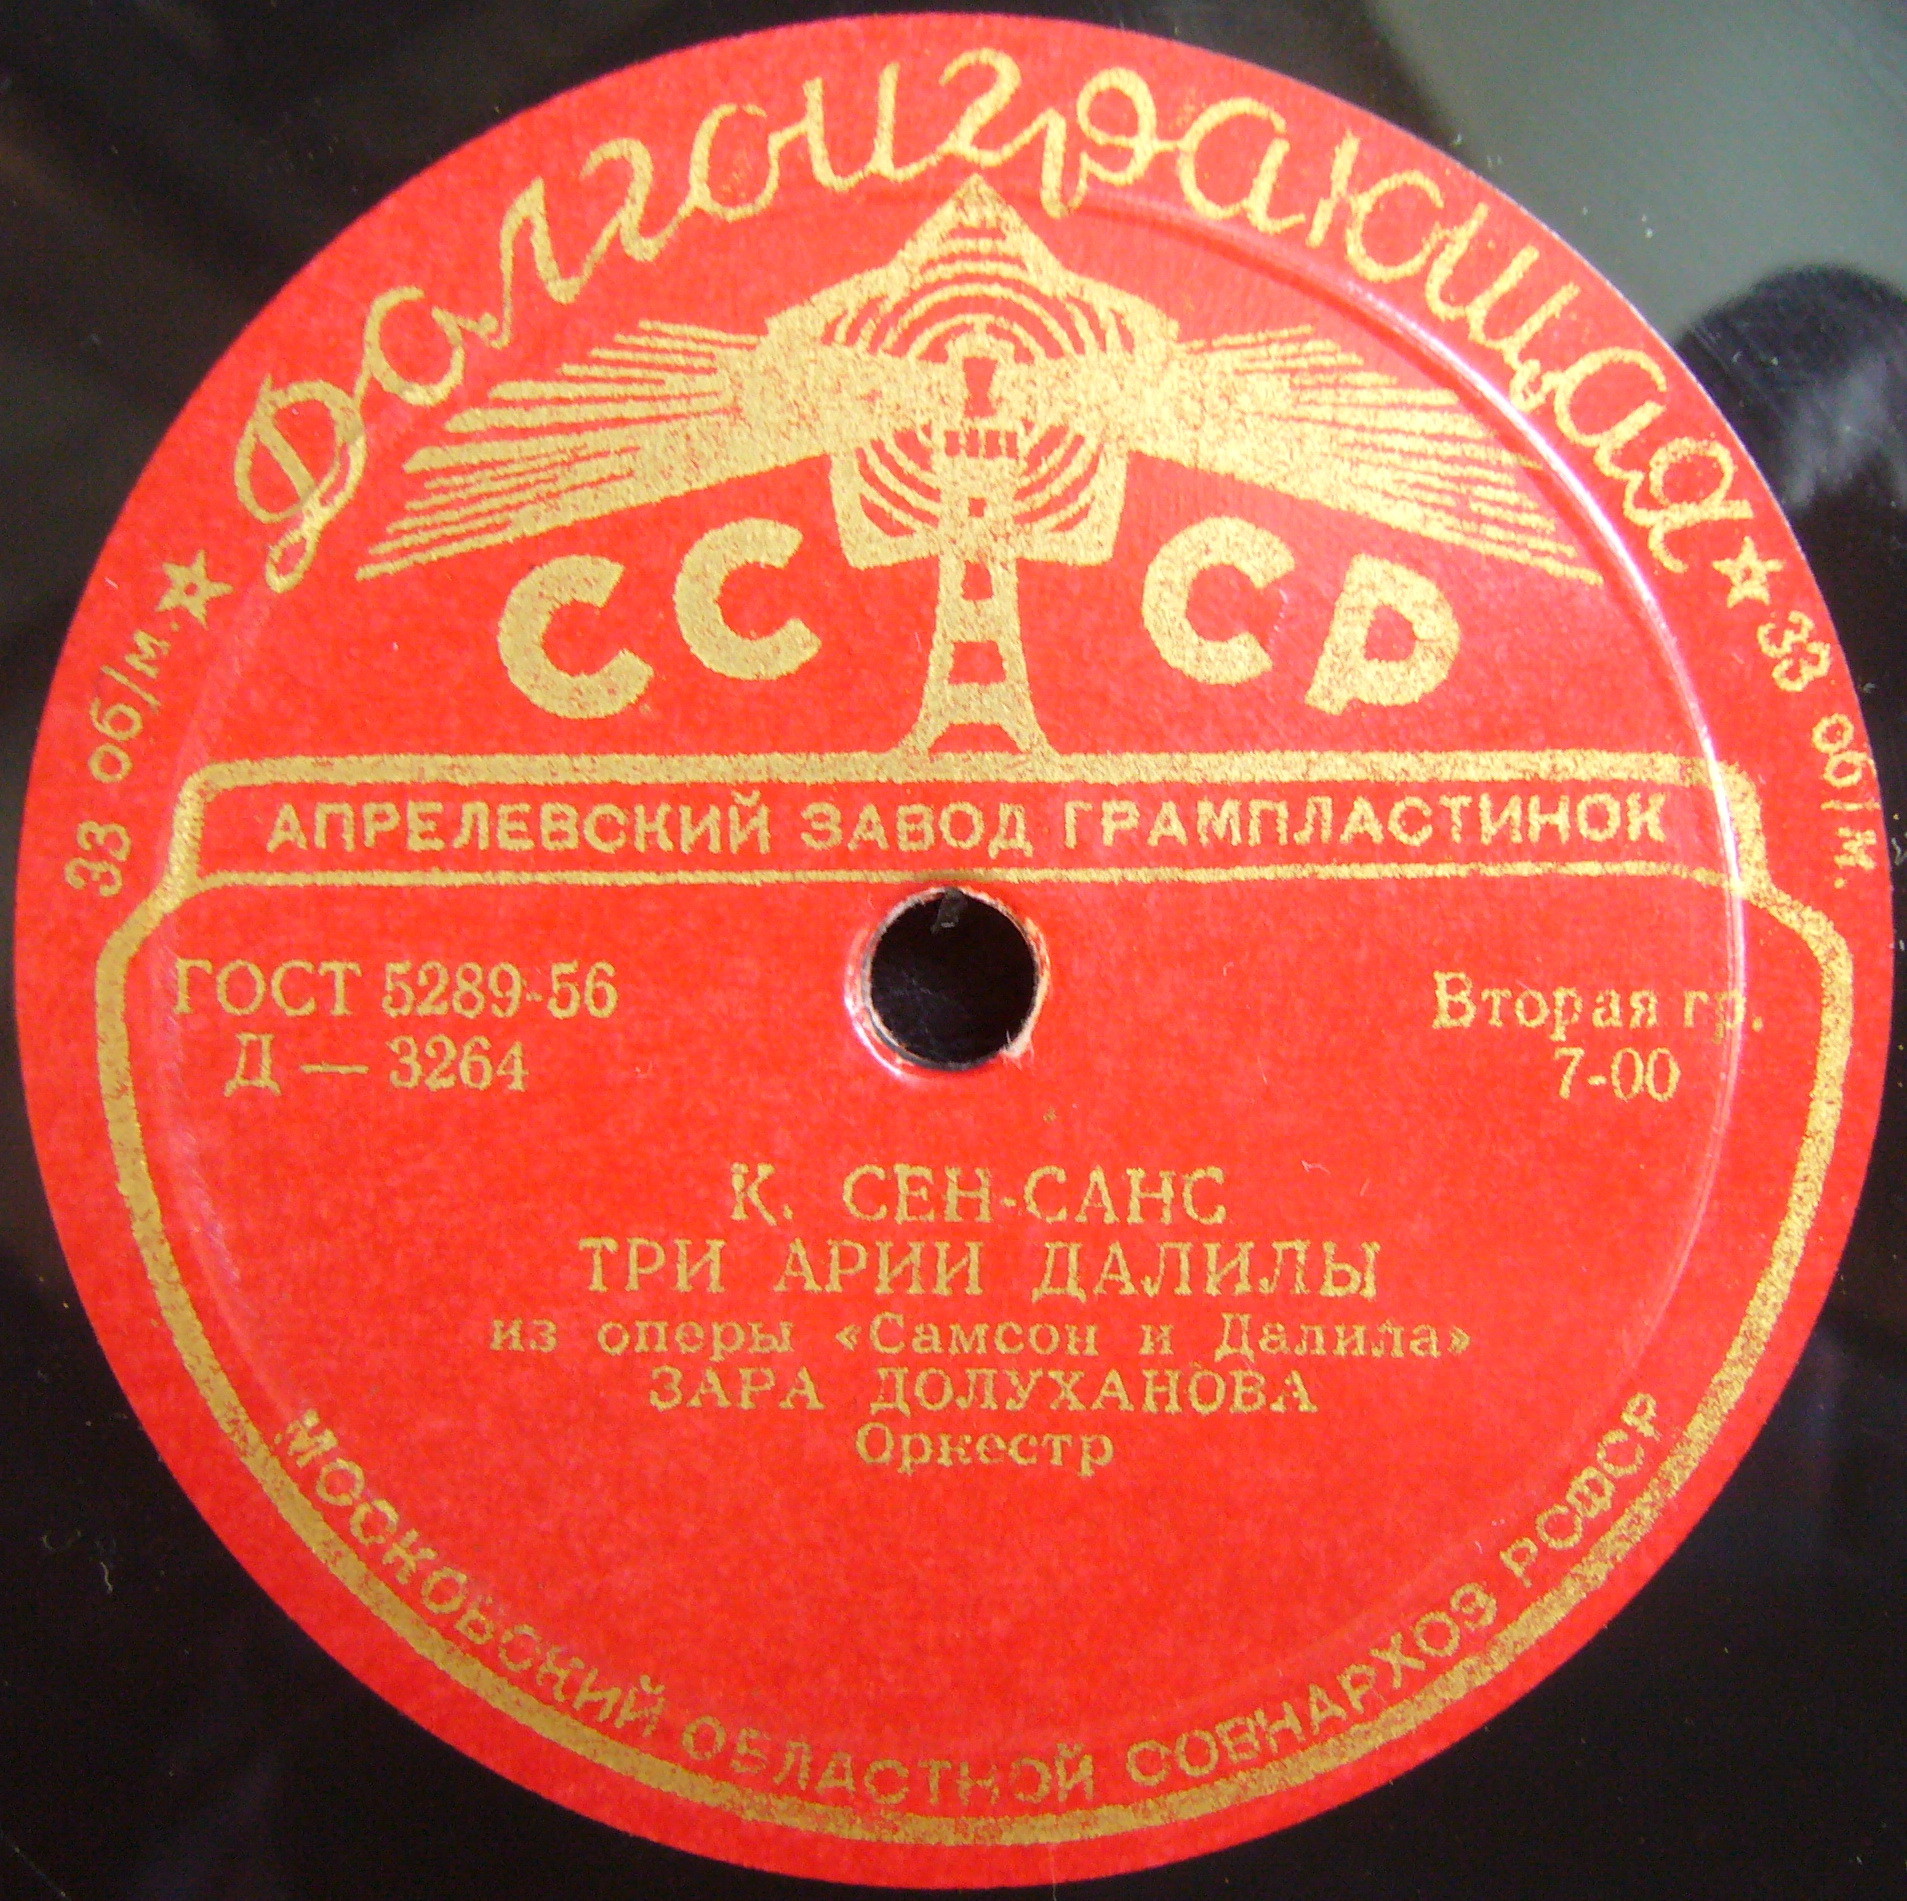 Долгоиграющая
33 об/м.
33 об/м.
СССР
АПРЕЛЕВСКИЙ ЗАВОД ГРАМПЛАСТИНОК
ГОСТ 5289-56
Д — 3264
Вторая гр.
7-00
К. СЕН-САНС
ТРИ АРИИ ДАЛИЛЫ
из оперы «Самсон и Далила»
ЗАРА ДОЛУХАНОВА
Оркестр
МОСКОВСКИЙ ОБЛАСТНОЙ СОВНАРХОЗ РСФСР